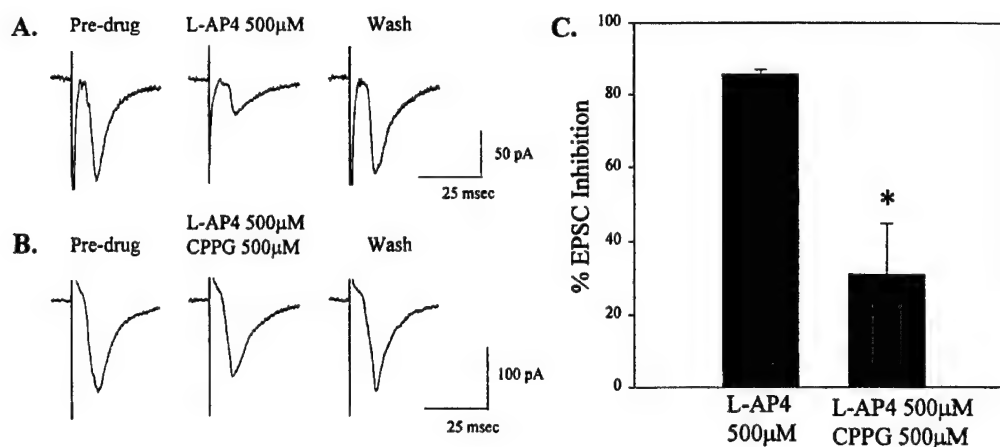 A.
Pre-drug
L-AP4 500µM
Wash
50 pA
25 msec
B.
Pre-drug
L-AP4 500µM
CPPG 500µM
Wash
100 pA
25 msec
C.
% EPSC Inhibition
100
80
60
40
20
0
*
L-AP4
500µM
L-AP4 500µM
CPPG 500µM